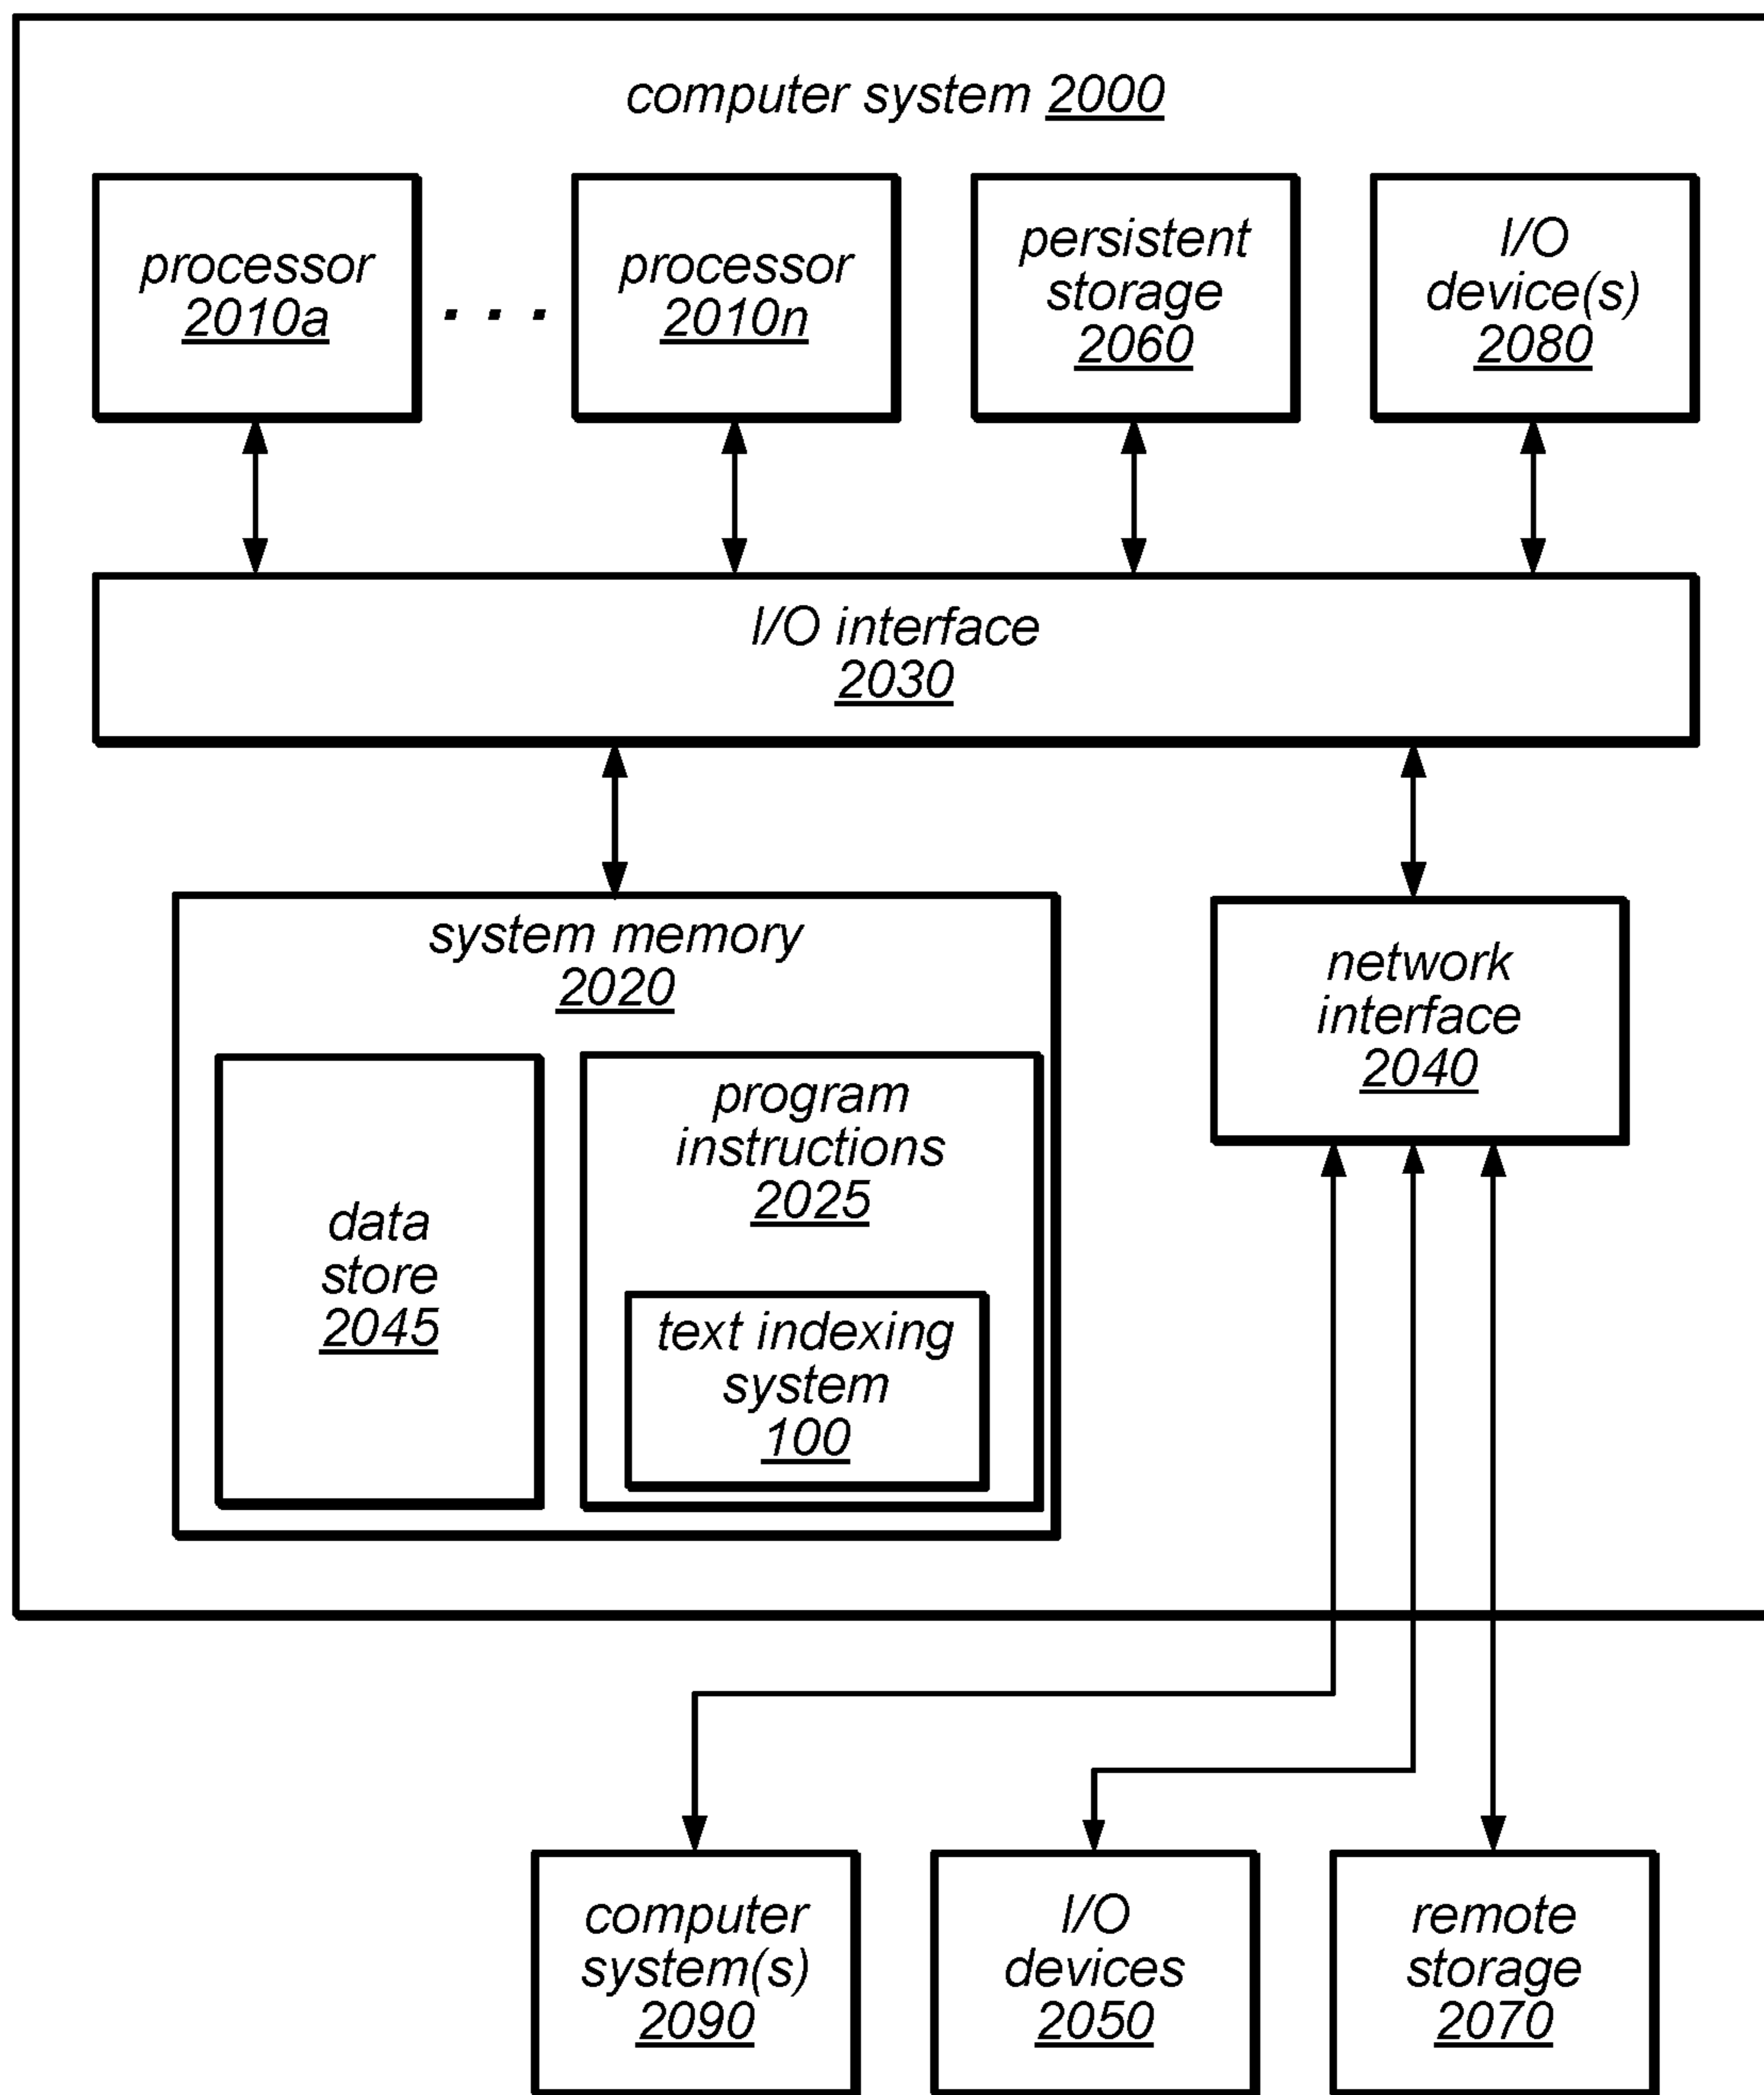 computer system 2000
processor
2010a
. . .
processor
2010n
persistent
storage
2060
I/O
device(s)
2080
I/O interface
2030
system memory
2020
data
store
2045
program
instructions
2025
text indexing
system
100
network
interface
2040
computer
system(s)
2090
I/O
devices
2050
remote
storage
2070